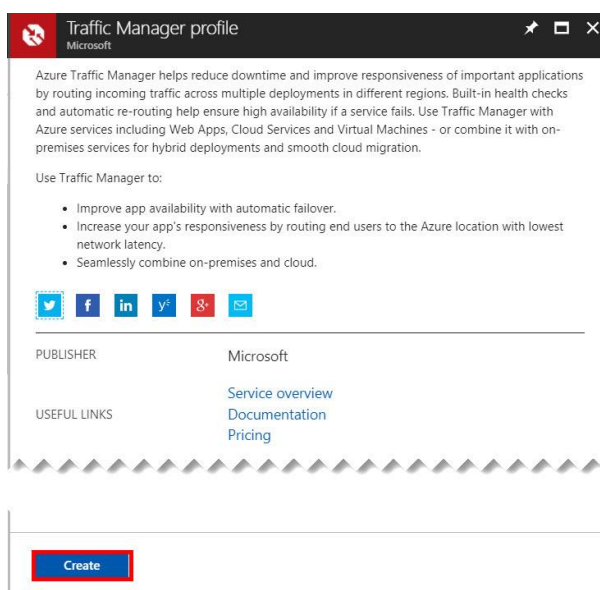 Traffic Manager profile
Microsoft
Azure Traffic Manager helps reduce downtime and improve responsiveness of important applications
by routing incoming traffic across multiple deployments in different regions. Built-in health checks
and automatic re-routing help ensure high availability if a service fails. Use Traffic Manager with
Azure services including Web Apps, Cloud Services and Virtual Machines - or combine it with on-
premises services for hybrid deployments and smooth cloud migration.
Use Traffic Manager to:
• Improve app availability with automatic failover.
• Increase your app's responsiveness by routing end users to the Azure location with lowest
network latency.
• Seamlessly combine on-premises and cloud.
PUBLISHER Microsoft
Service overview
USEFUL LINKS Documentation
Pricing
Create